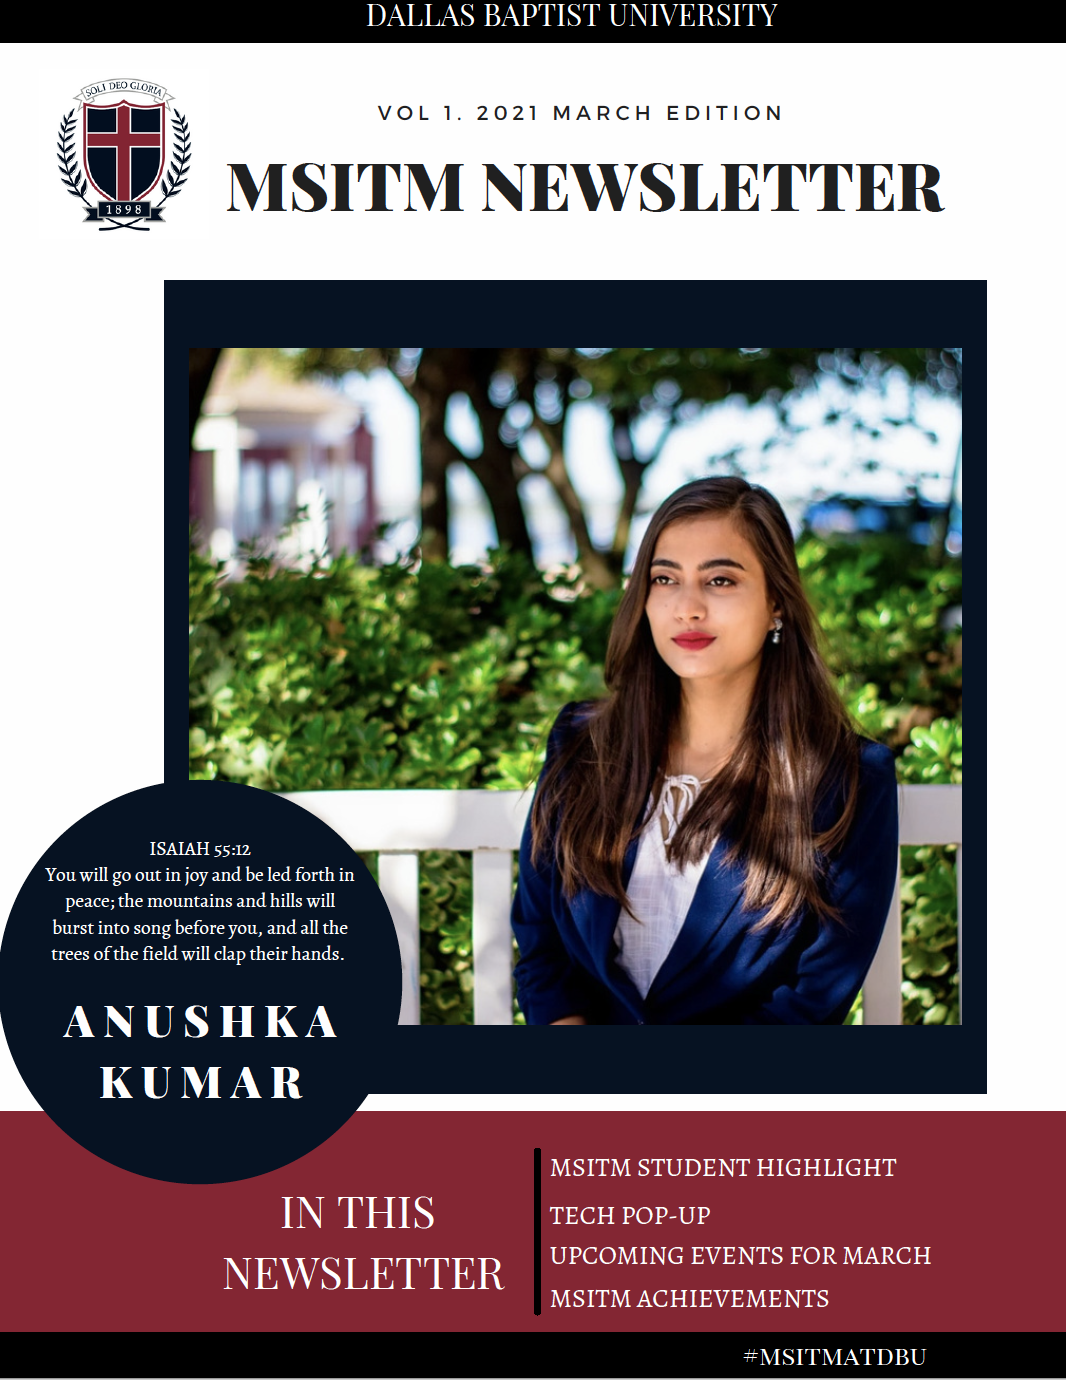 DALLAS BAPTIST UNIVERSITY
SOLI DEO GLORIA
1898
VOL 1. 2021 MARCH EDITION
MSITM NEWSLETTER
ISAIAH 55:12
You will go out in joy and be led forth in
peace; the mountains and hills will
burst into song before you, and all the
trees of the field will clap their hands.
ANUSHKA
KUMAR
IN THIS
NEWSLETTER
MSITM STUDENT HIGHLIGHT
TECH POP-UP
UPCOMING EVENTS FOR MARCH
MSITM ACHIEVEMENTS
#MSITMATDBU